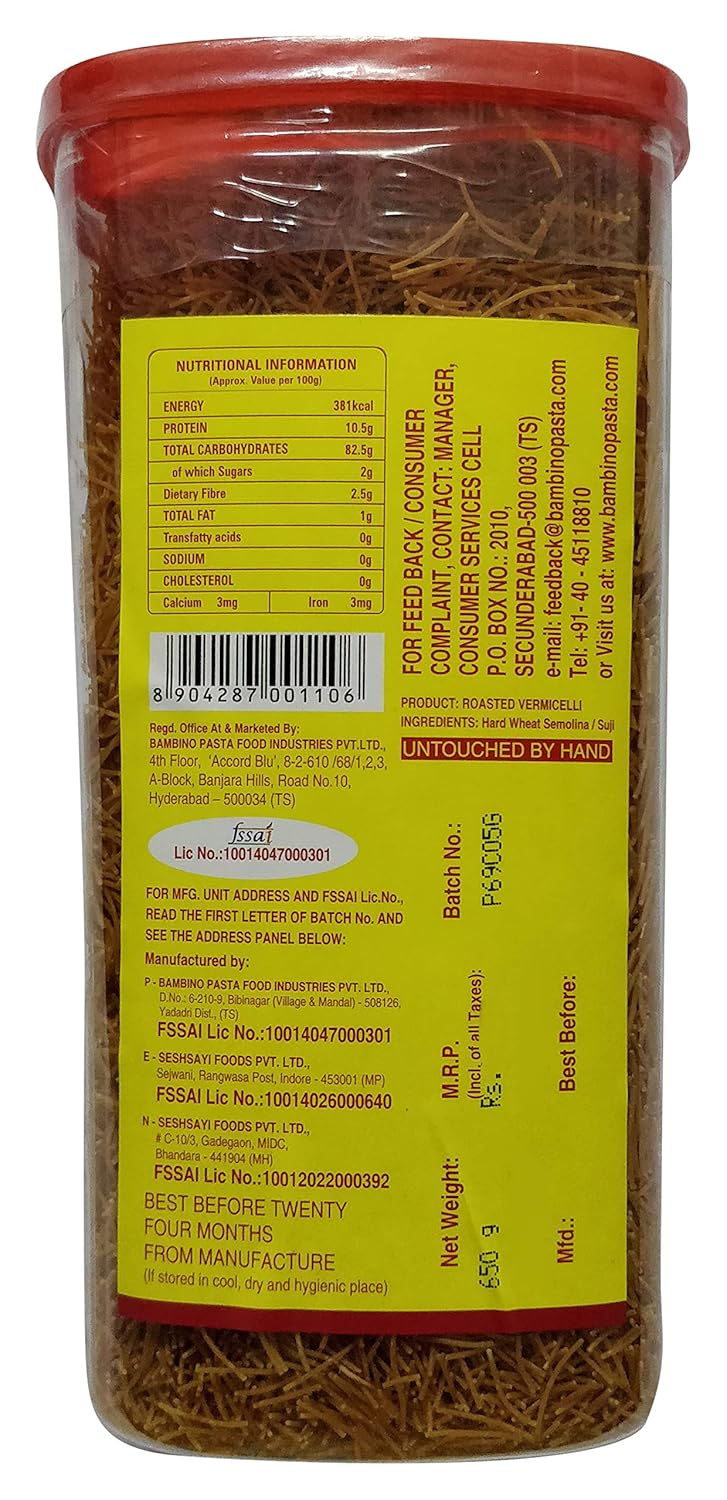 NUTRITIONAL INFORMATION
(Approx. Value per 100g)
ENERGY 381kcal
PROTEIN 10.5g
TOTAL CARBOHYDRATES 82.5g
of which Sugars 2g
Dietary Fibre 2.5g
TOTAL FAT 1g
Transfatty acids 0g
SODIUM 0g
CHOLESTEROL 0g
Calcium 3mg Iron 3mg
8 904287 001106
Regd. Office At & Marketed By:
BAMBINO PASTA FOOD INDUSTRIES PVT.LTD.,
4th Floor, 'Accord Blu', 8-2-610 /68/1,2,3,
A-Block, Banjara Hills, Road No.10,
Hyderabad – 500034 (TS)
fssai
Lic No.:10014047000301
FOR MFG. UNIT ADDRESS AND FSSAI Lic.No.,
READ THE FIRST LETTER OF BATCH No. AND
SEE THE ADDRESS PANEL BELOW:
Manufactured by:
P - BAMBINO PASTA FOOD INDUSTRIES PVT. LTD.,
D.No.: 6-210-9, Bibinagar (Village & Mandal) - 508126,
Yadadri Dist., (TS)
FSSAI Lic No.:10014047000301
E - SESHSAYI FOODS PVT. LTD.,
Sejwani, Rangwasa Post, Indore - 453001 (MP)
FSSAI Lic No.:10014026000640
N - SESHSAYI FOODS PVT. LTD.,
# C-10/3, Gadegaon, MIDC,
Bhandara - 441904 (MH)
FSSAI Lic No.:10012022000392
BEST BEFORE TWENTY
FOUR MONTHS
FROM MANUFACTURE
(If stored in cool, dry and hygienic place)
FOR FEED BACK / CONSUMER
COMPLAINT, CONTACT: MANAGER,
CONSUMER SERVICES CELL
P.O. BOX NO.: 2010,
SECUNDERABAD-500 003 (TS)
e-mail: feedback@bambinopasta.com
Tel: +91- 40 - 45118810
or Visit us at: www.bambinopasta.com
PRODUCT: ROASTED VERMICELLI
INGREDIENTS: Hard Wheat Semolina / Suji
UNTOUCHED BY HAND
Batch No.:
P69C05G
M.R.P.
(Incl. of all Taxes):
Rs.
Net Weight:
650 g
Best Before:
Mfd.: